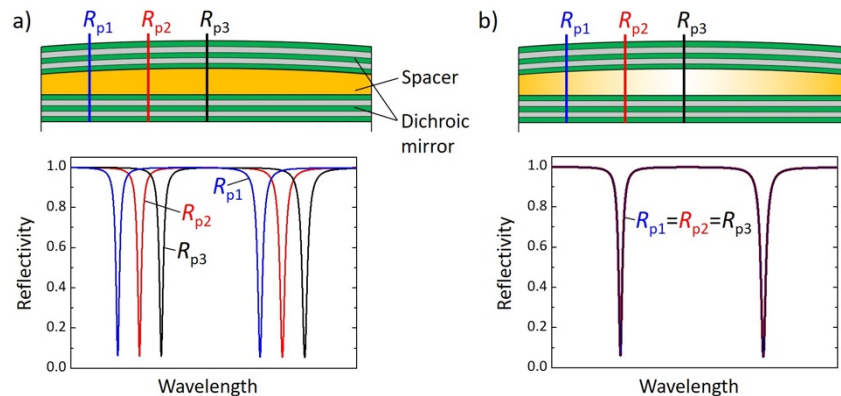 a)
Rp1 Rp2 Rp3
Spacer
Dichroic
mirror
1.0
0.8
0.6
0.4
0.2
0.0
Reflectivity
Rp1
Rp2
Rp3
Wavelength
b)
Rp1 Rp2 Rp3
1.0
0.8
0.6
0.4
0.2
0.0
Reflectivity
Rp1=Rp2=Rp3
Wavelength